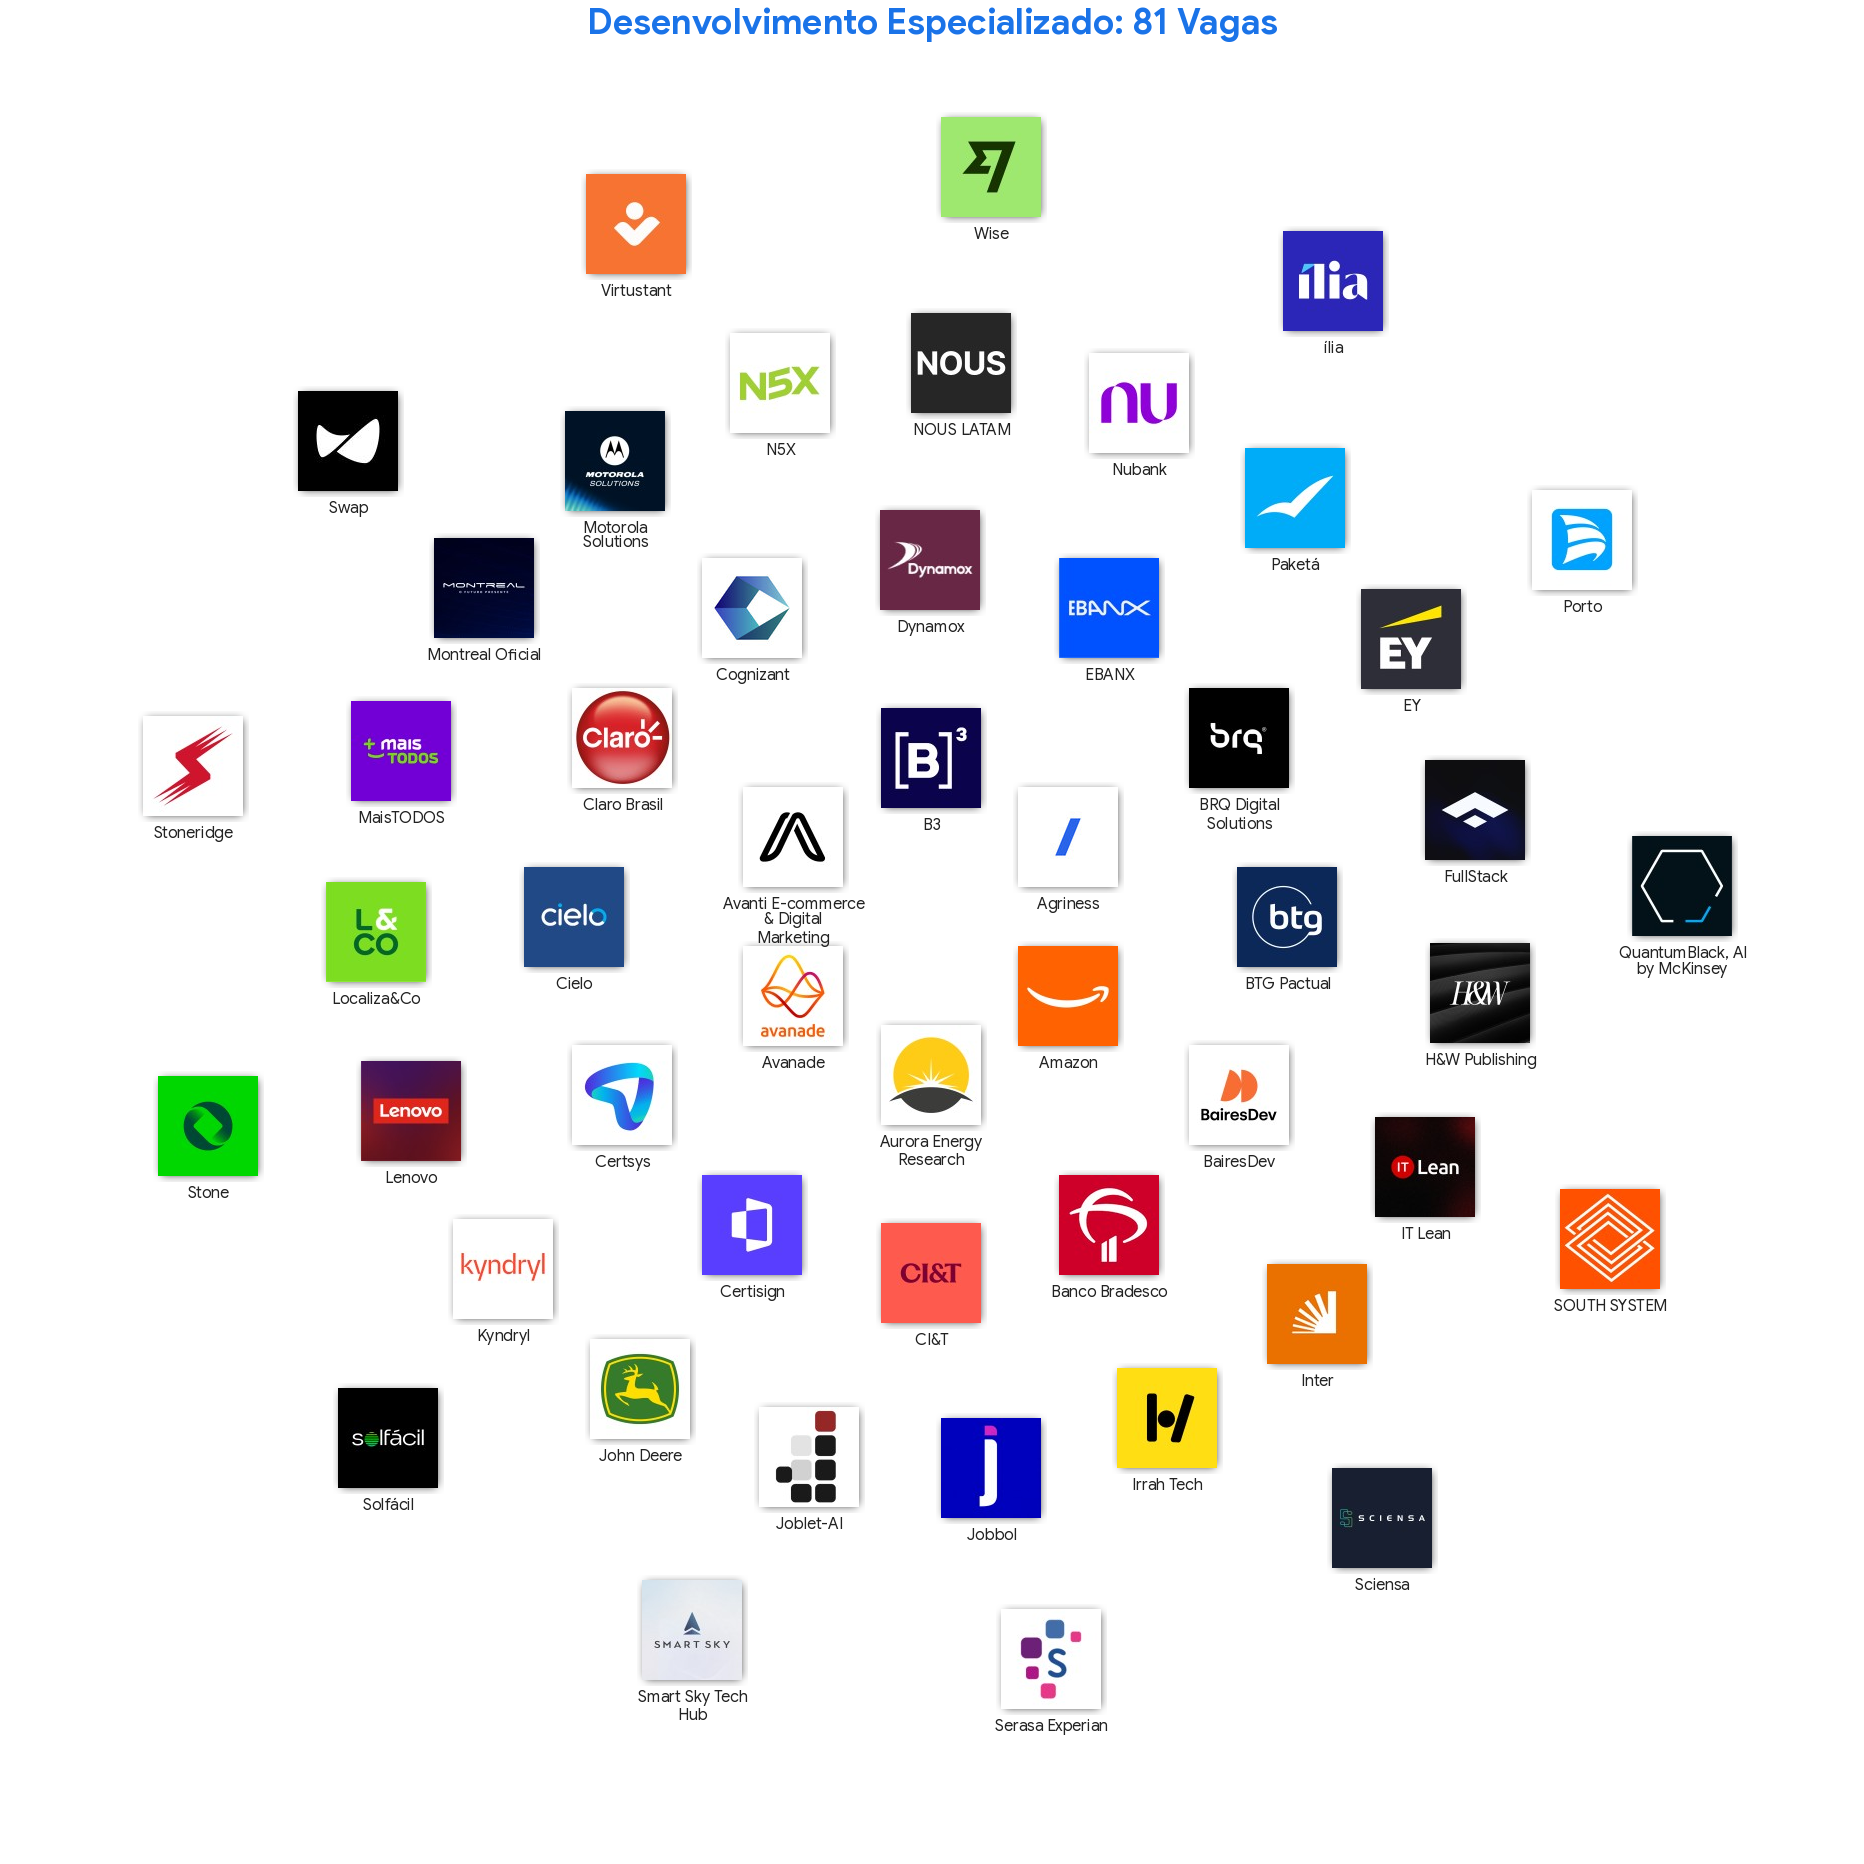 Desenvolvimento Especializado: 81 Vagas
Wise
Virtustant
ília
ília
NOUS
NOUS LATAM
N5X
N5X
nu
Nubank
Swap
MOTOROLA
SOLUTIONS
Motorola
Solutions
Paketá
Porto
Dynamox
Dynamox
MONTREAL
O FUTURO PRESENTE
Montreal Oficial
Cognizant
EBANX
EBANX
EY
EY
Stoneridge
+ mais
TODOS
MaisTODOS
Claro
Claro Brasil
[B]³
B3
brq
BRQ Digital
Solutions
FullStack
Avanti E-commerce
& Digital
Marketing
Agriness
QuantumBlack, AI
by McKinsey
L&
CO
Localiza&Co
cielo
Cielo
btg
BTG Pactual
H&W
H&W Publishing
avanade
Avanade
Amazon
Aurora Energy
Research
Stone
Lenovo
Lenovo
Certsys
BairesDev
BairesDev
IT Lean
IT Lean
SOUTH SYSTEM
kyndryl
Kyndryl
Certisign
CI&T
CI&T
Banco Bradesco
Inter
solfácil
Solfácil
John Deere
Joblet-AI
j
Jobbol
Irrah Tech
SCIENSA
Sciensa
SMART SKY
Smart Sky Tech
Hub
S
Serasa Experian